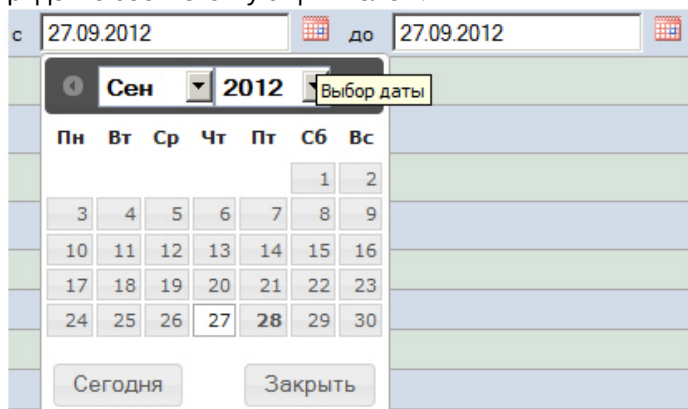 с 27.09.2012 до 27.09.2012
Сен 2012
Выбор даты
Пн Вт Ср Чт Пт Сб Вс
1 2
3 4 5 6 7 8 9
10 11 12 13 14 15 16
17 18 19 20 21 22 23
24 25 26 27 28 29 30
Сегодня Закрыть